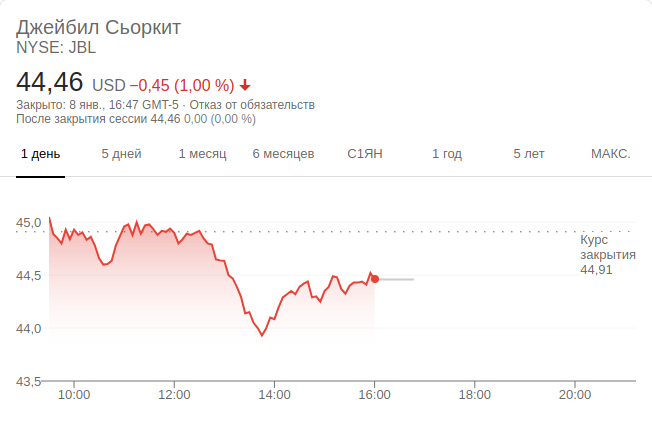 Джейбил Сьоркит
NYSE: JBL
44,46 USD −0,45 (1,00 %)
Закрыто: 8 янв., 16:47 GMT-5 · Отказ от обязательств
После закрытия сессии 44,46 0,00 (0,00 %)
1 день 5 дней 1 месяц 6 месяцев С1ЯН 1 год 5 лет МАКС.
45,0
Курс
закрытия
44,91
44,5
44,0
43,5
10:00 12:00 14:00 16:00 18:00 20:00